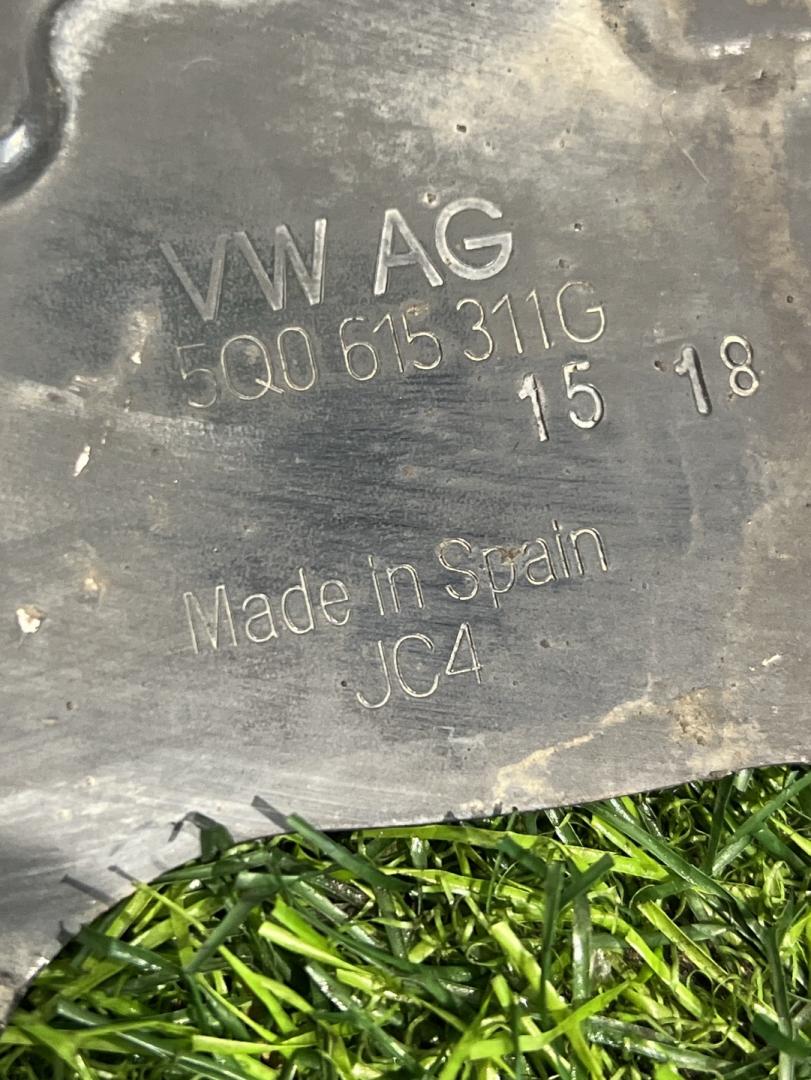 VW AG
5Q0 615 311G
15 18
Made in Spain
JC4